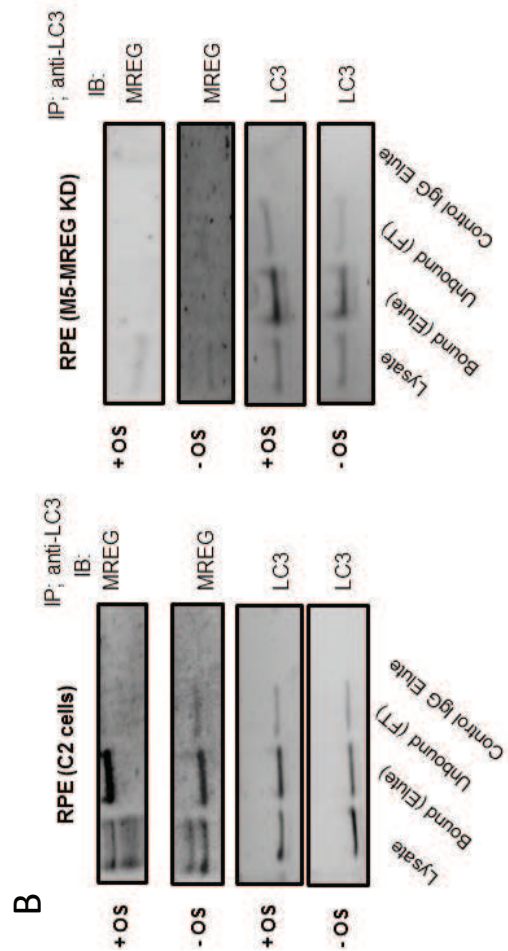 B
RPE (C2 cells)
IP; anti-LC3
IB:
+ OS
MREG
- OS
MREG
+ OS
LC3
- OS
LC3
Lysate
Bound (Elute)
Unbound (FT)
Control IgG Elute
RPE (M5-MREG KD)
IP; anti-LC3
IB:
+ OS
MREG
- OS
MREG
+ OS
LC3
- OS
LC3
Lysate
Bound (Elute)
Unbound (FT)
Control IgG Elute